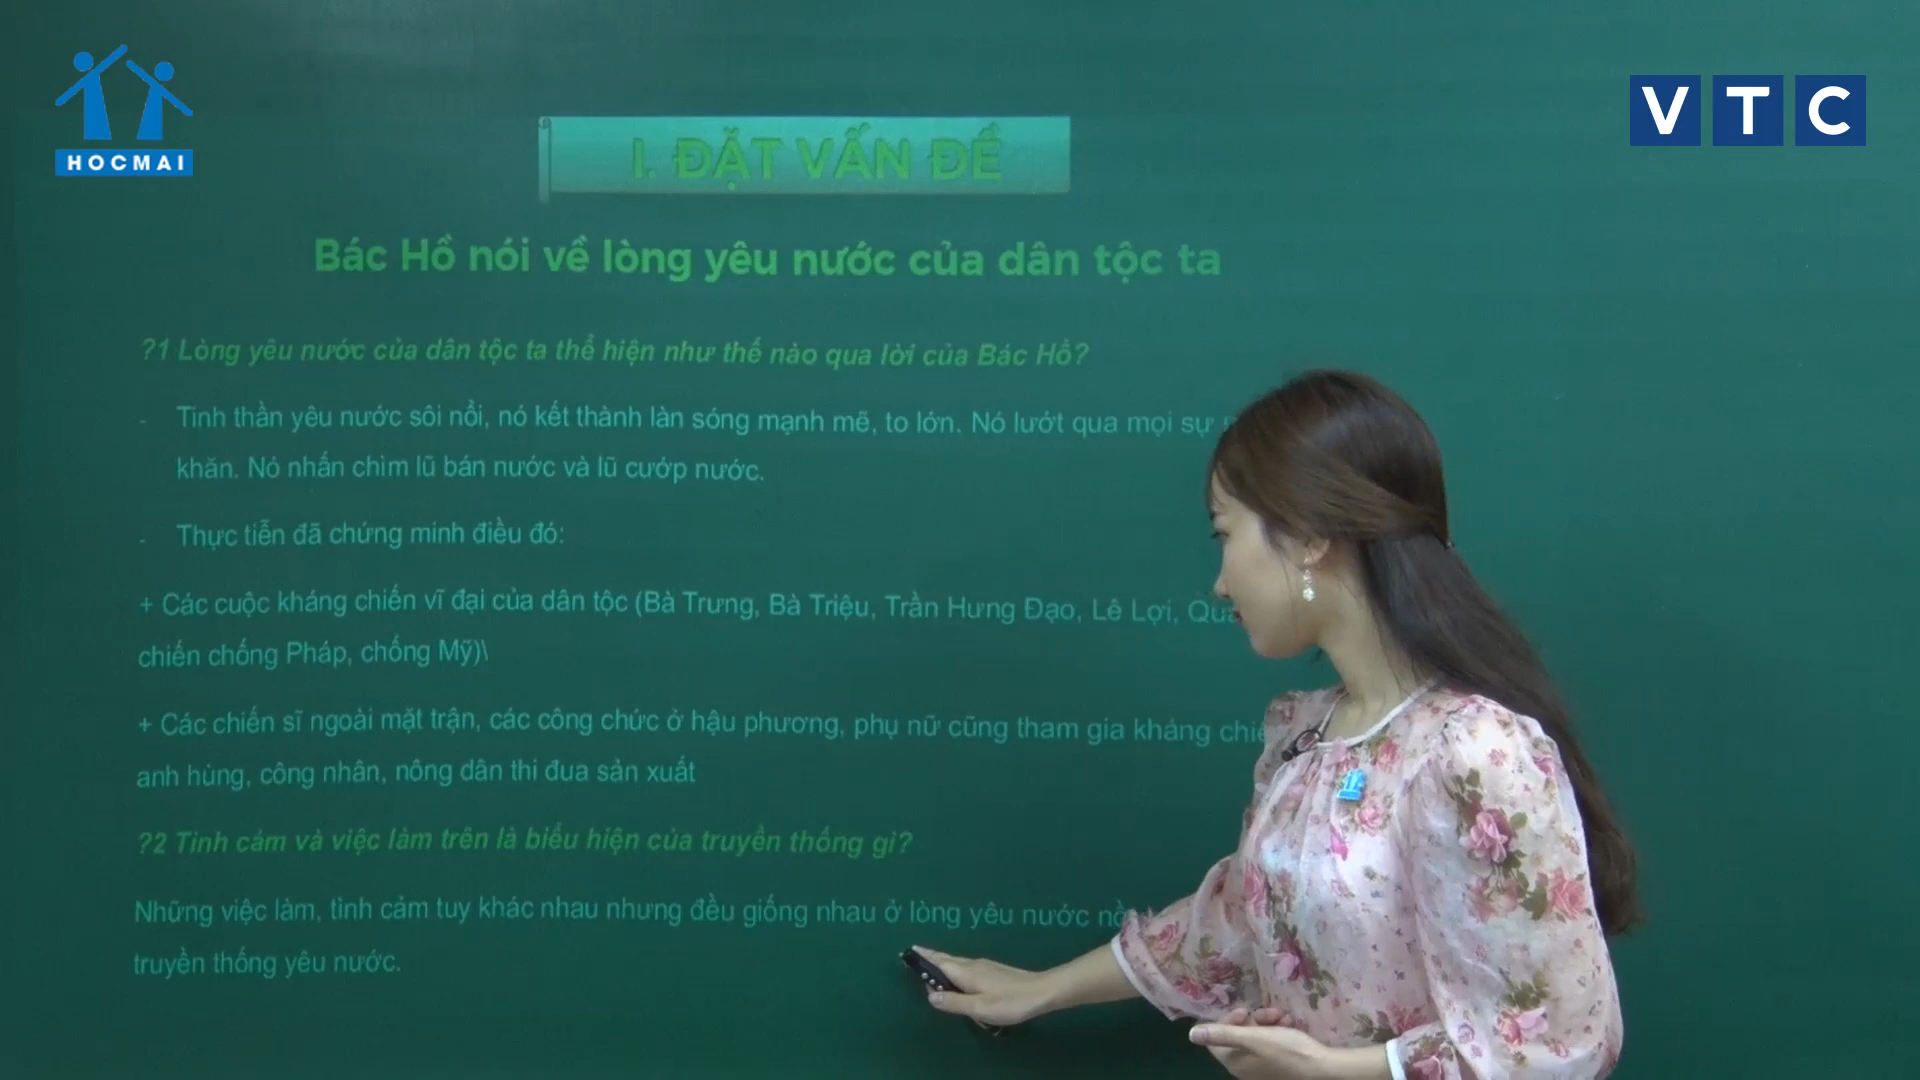 HOCMAI
VTC
I. ĐẶT VẤN ĐỀ
Bác Hồ nói về lòng yêu nước của dân tộc ta
?1 Lòng yêu nước của dân tộc ta thể hiện như thế nào qua lời của Bác Hồ?
- Tinh thần yêu nước sôi nổi, nó kết thành làn sóng mạnh mẽ, to lớn. Nó lướt qua mọi sự
khăn. Nó nhấn chìm lũ bán nước và lũ cướp nước.
- Thực tiễn đã chứng minh điều đó:
+ Các cuộc kháng chiến vĩ đại của dân tộc (Bà Trưng, Bà Triệu, Trần Hưng Đạo, Lê Lợi,
chiến chống Pháp, chống Mỹ)\
+ Các chiến sĩ ngoài mặt trận, các công chức ở hậu phương, phụ nữ cũng tham gia kháng
anh hùng, công nhân, nông dân thi đua sản xuất
?2 Tình cảm và việc làm trên là biểu hiện của truyền thống gì?
Những việc làm, tình cảm tuy khác nhau nhưng đều giống nhau ở lòng yêu nước
truyền thống yêu nước.